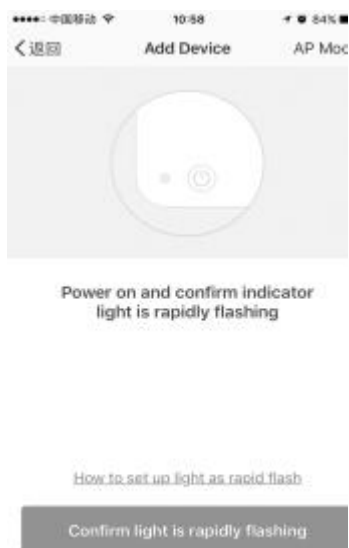 中国移动 10:58 84%
返回 Add Device AP Mod
Power on and confirm indicator
light is rapidly flashing
How to set up light as rapid flash
Confirm light is rapidly flashing